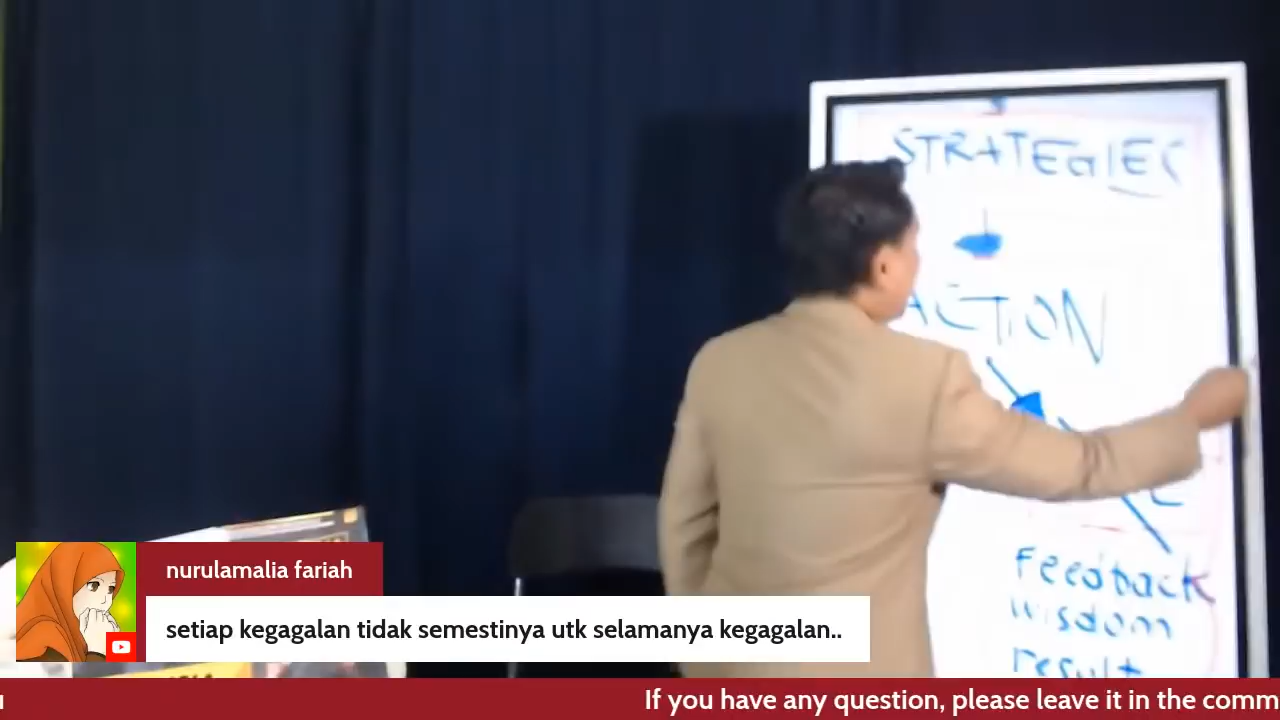 STRATEGIES
ACTION
Feedback
wisdom
result
nurulamalia fariah
setiap kegagalan tidak semestinya utk selamanya kegagalan..
If you have any question, please leave it in the comm